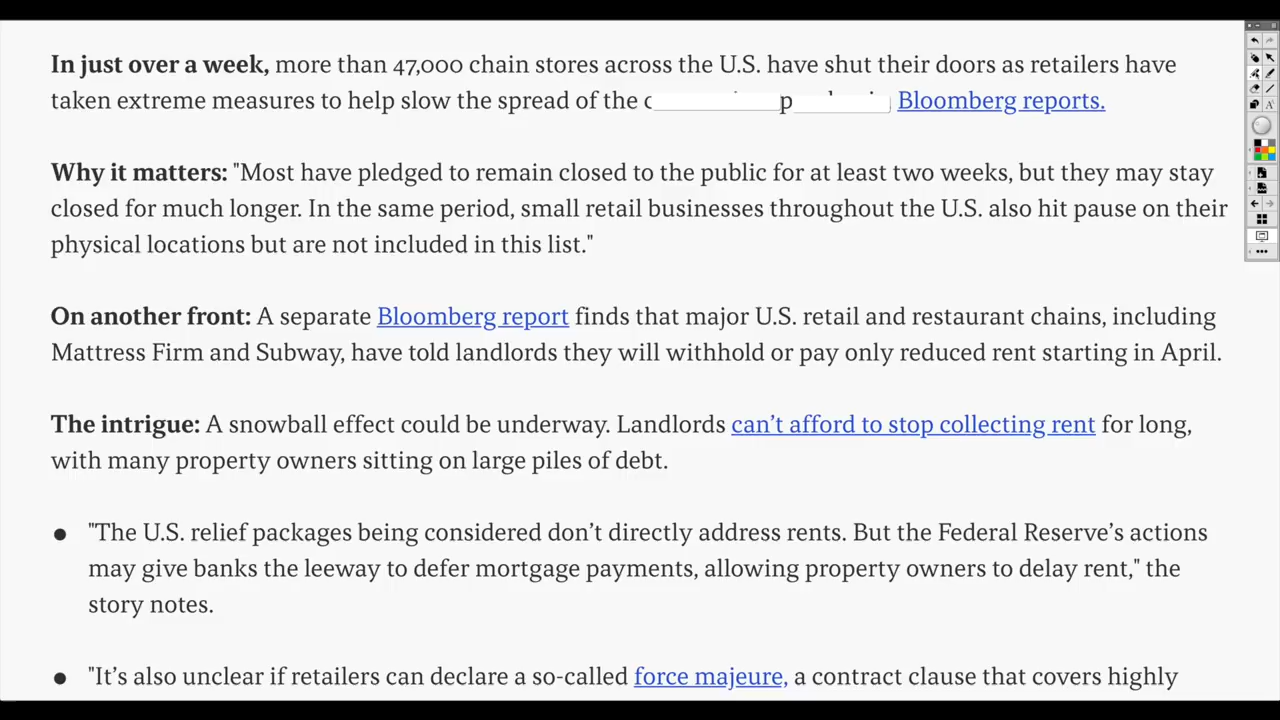 In just over a week, more than 47,000 chain stores across the U.S. have shut their doors as retailers have
taken extreme measures to help slow the spread of the Bloomberg reports.
Why it matters: "Most have pledged to remain closed to the public for at least two weeks, but they may stay
closed for much longer. In the same period, small retail businesses throughout the U.S. also hit pause on their
physical locations but are not included in this list."
On another front: A separate Bloomberg report finds that major U.S. retail and restaurant chains, including
Mattress Firm and Subway, have told landlords they will withhold or pay only reduced rent starting in April.
The intrigue: A snowball effect could be underway. Landlords can’t afford to stop collecting rent for long,
with many property owners sitting on large piles of debt.
● "The U.S. relief packages being considered don’t directly address rents. But the Federal Reserve’s actions
may give banks the leeway to defer mortgage payments, allowing property owners to delay rent," the
story notes.
● "It’s also unclear if retailers can declare a so-called force majeure, a contract clause that covers highly